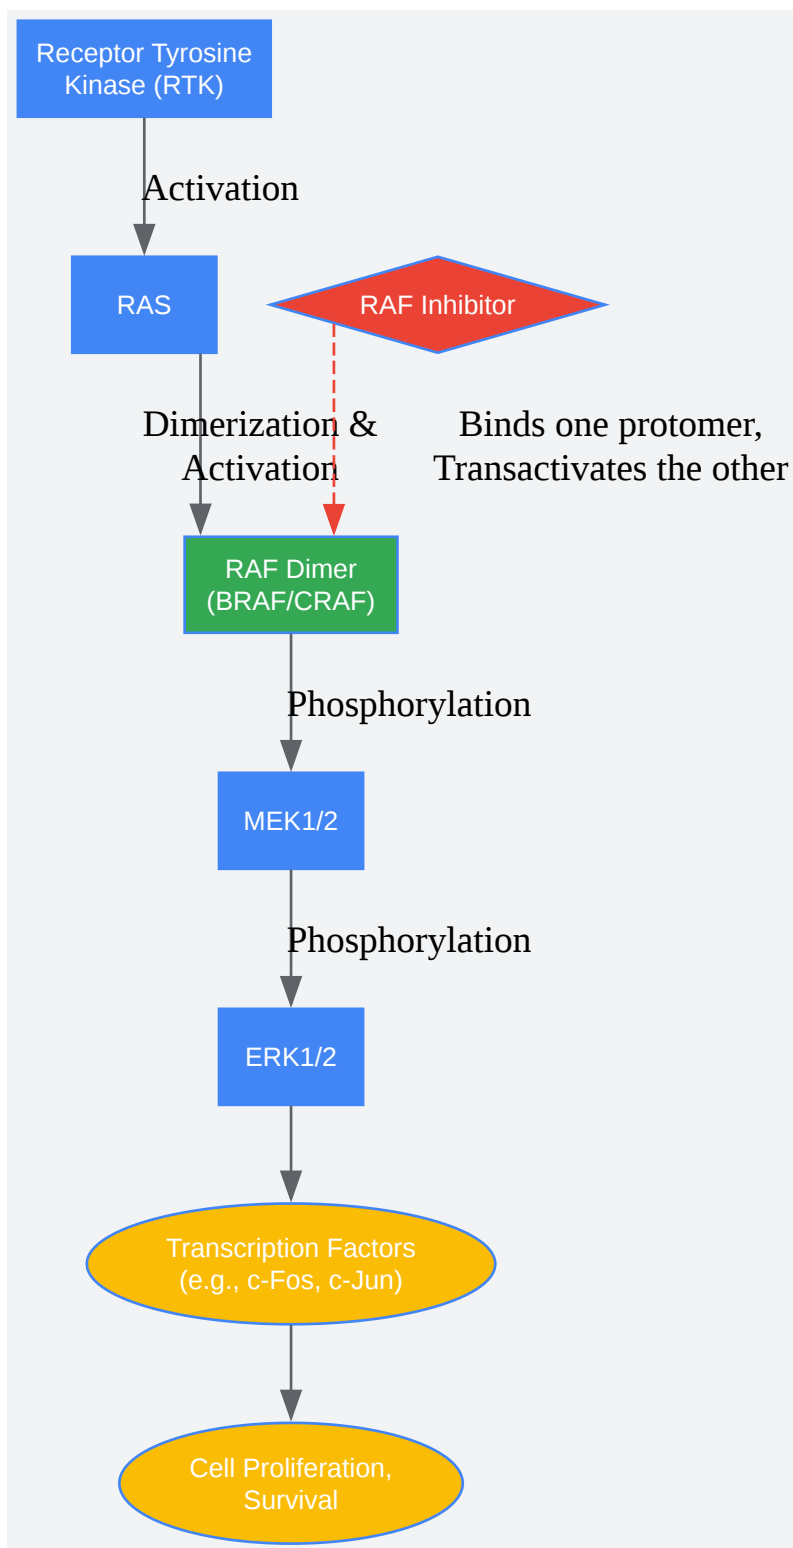 Receptor Tyrosine
Kinase (RTK)
Activation
RAS
RAF Inhibitor
Dimerization &
Activation
Binds one protomer,
Transactivates the other
RAF Dimer
(BRAF/CRAF)
Phosphorylation
MEK1/2
Phosphorylation
ERK1/2
Transcription Factors
(e.g., c-Fos, c-Jun)
Cell Proliferation,
Survival